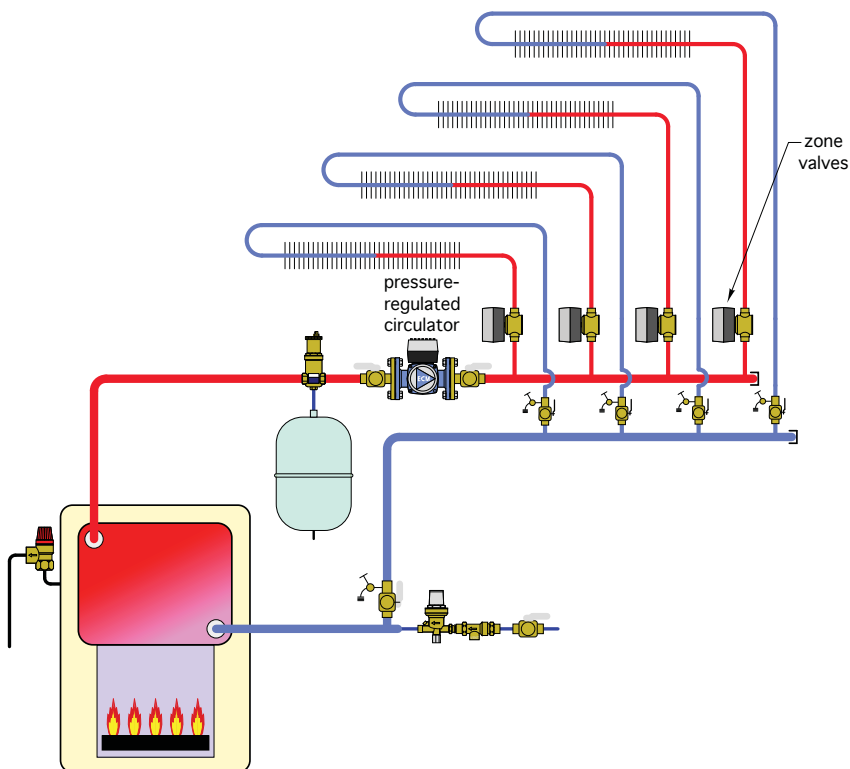 zone
valves
pressure-
regulated
circulator